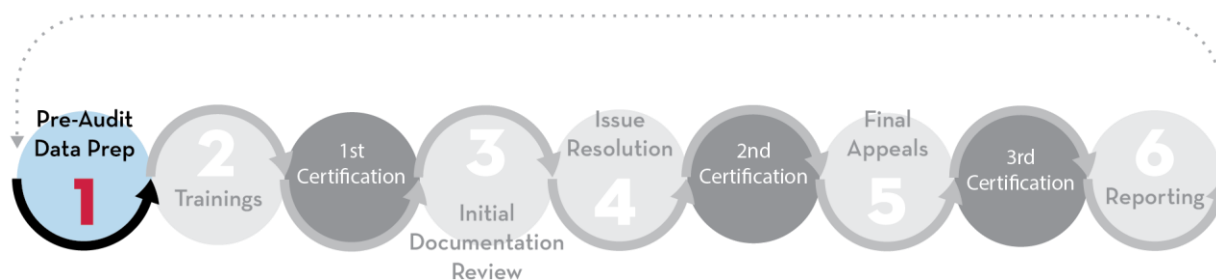 Pre-Audit
Data Prep
1
2
Trainings
1st
Certification
3
Initial
Documentation
Review
Issue
Resolution
4
2nd
Certification
Final
Appeals
5
3rd
Certification
6
Reporting